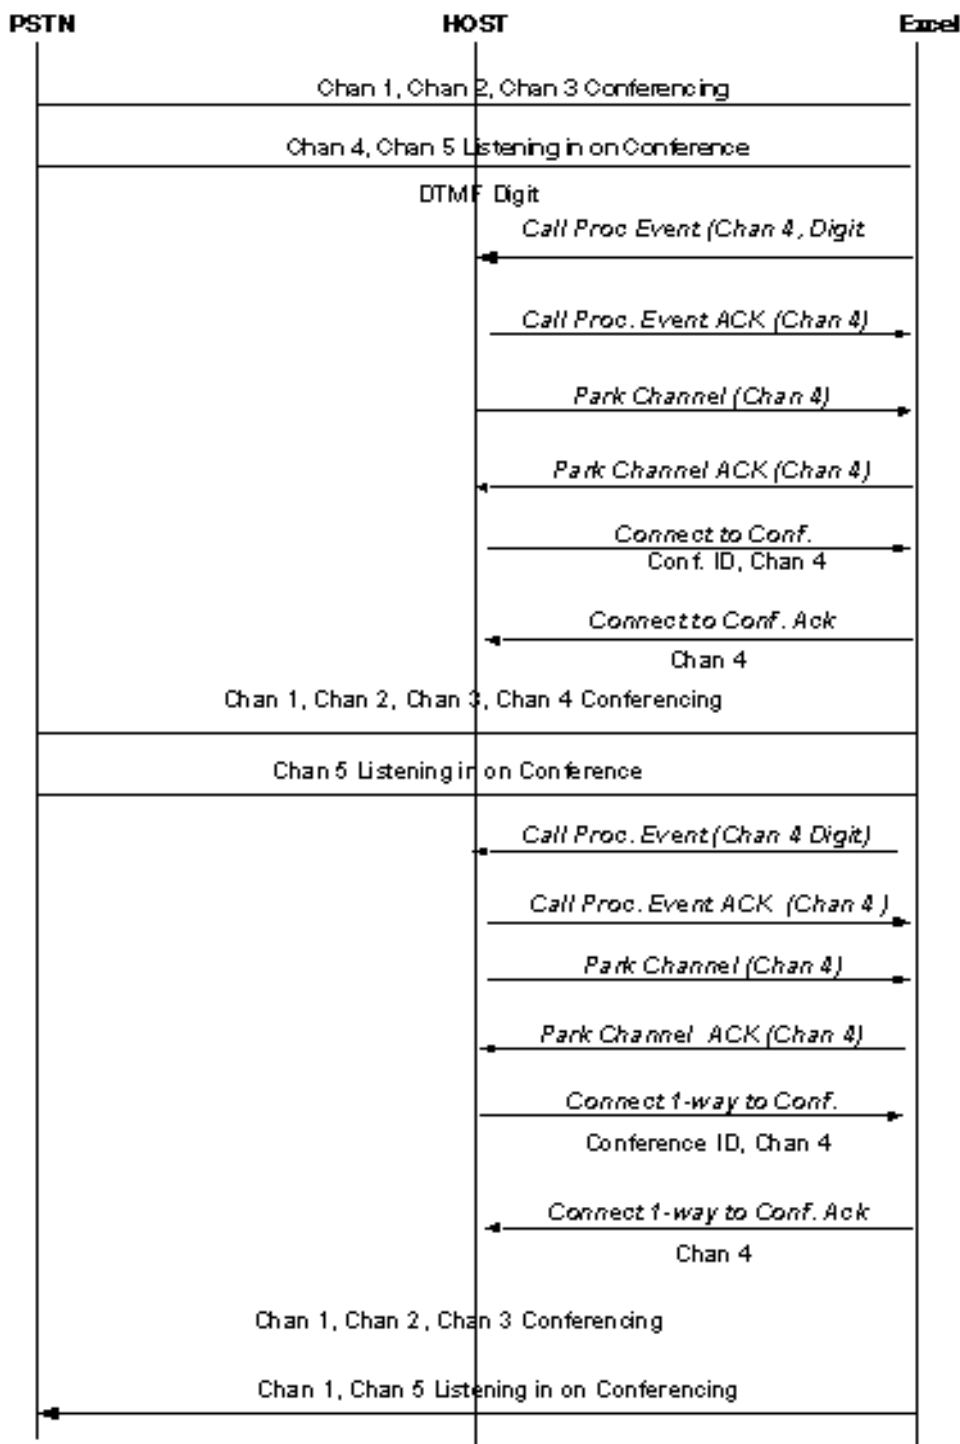 PSTN HOST Excel
Chan 1, Chan 2, Chan 3 Conferencing
Chan 4, Chan 5 Listening in on Conference
DTMF Digit
Call Proc Event (Chan 4, Digit
Call Proc. Event ACK (Chan 4)
Park Channel (Chan 4)
Park Channel ACK (Chan 4)
Connect to Conf.
Conf. ID, Chan 4
Connect to Conf. Ack
Chan 4
Chan 1, Chan 2, Chan 3, Chan 4 Conferencing
Chan 5 Listening in on Conference
Call Proc. Event (Chan 4 Digit)
Call Proc. Event ACK (Chan 4 )
Park Channel (Chan 4)
Park Channel ACK (Chan 4)
Connect 1-way to Conf.
Conference ID, Chan 4
Connect 1-way to Conf. Ack
Chan 4
Chan 1, Chan 2, Chan 3 Conferencing
Chan 1, Chan 5 Listening in on Conferencing